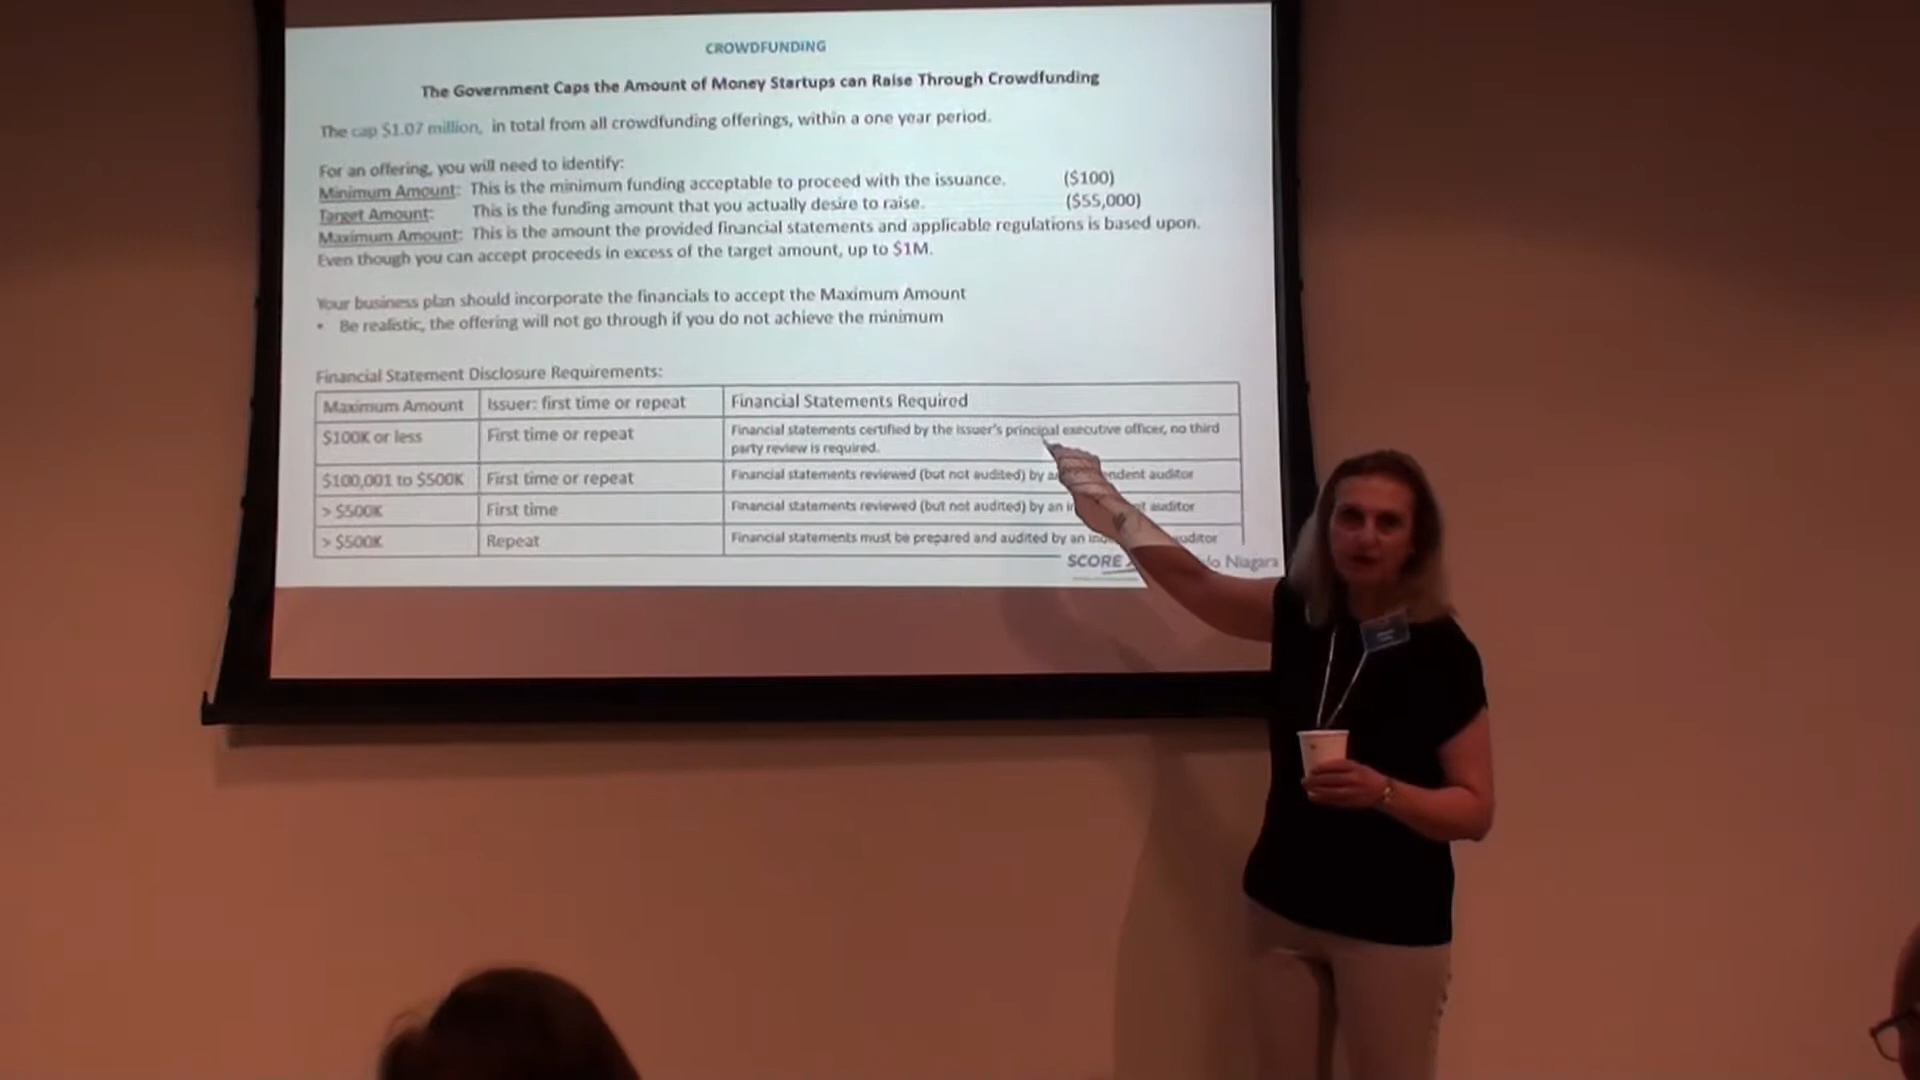 CROWDFUNDING
The Government Caps the Amount of Money Startups can Raise Through Crowdfunding
The cap $1.07 million, in total from all crowdfunding offerings, within a one year period.
For an offering, you will need to identify:
Minimum Amount: This is the minimum funding acceptable to proceed with the issuance. ($100)
Target Amount: This is the funding amount that you actually desire to raise. ($55,000)
Maximum Amount: This is the amount the provided financial statements and applicable regulations is based upon.
Even though you can accept proceeds in excess of the target amount, up to $1M.
Your business plan should incorporate the financials to accept the Maximum Amount
• Be realistic, the offering will not go through if you do not achieve the minimum
Financial Statement Disclosure Requirements:
Maximum Amount Issuer: first time or repeat Financial Statements Required
$100K or less First time or repeat Financial statements certified by the issuer's principal executive officer, no third
party review is required.
$100,001 to $500K First time or repeat Financial statements reviewed (but not audited) by auditor
> $500K First time Financial statements reviewed (but not audited) by an auditor
> $500K Repeat Financial statements must be prepared and audited by an
SCORE Niagara